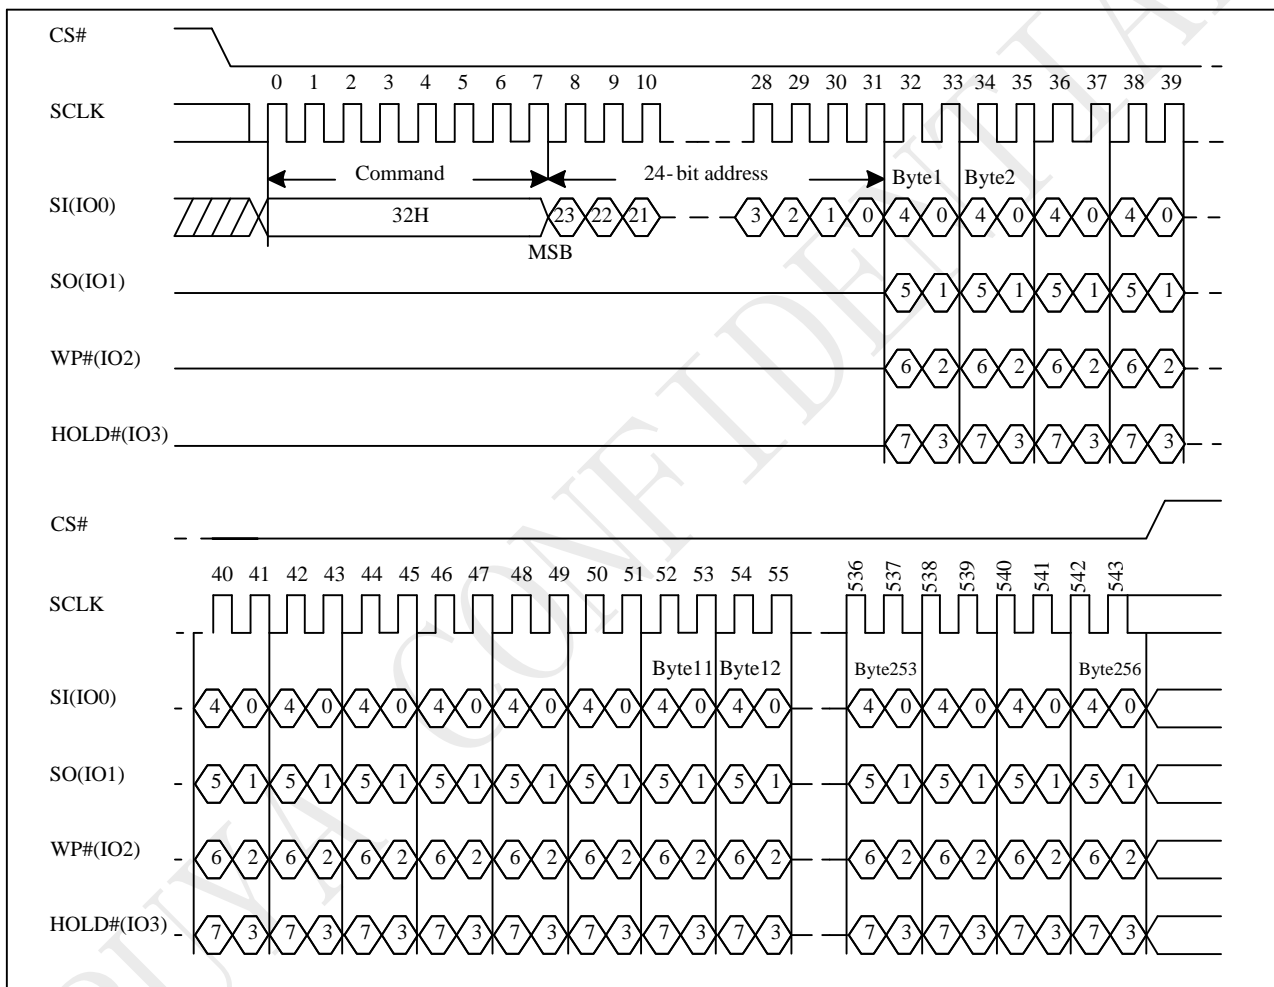 CS#
0 1 2 3 4 5 6 7 8 9 10 28 29 30 31 32 33 34 35 36 37 38 39
SCLK
Command 24-bit address Byte1 Byte2
SI(IO0) 32H 23 22 21 3 2 1 0 4 0 4 0 4 0 4 0
MSB
SO(IO1) 5 1 5 1 5 1 5 1
WP#(IO2) 6 2 6 2 6 2 6 2
HOLD#(IO3) 7 3 7 3 7 3 7 3
CS#
40 41 42 43 44 45 46 47 48 49 50 51 52 53 54 55 536 537 538 539 540 541 542 543
SCLK
Byte11 Byte12 Byte253 Byte256
SI(IO0) 4 0 4 0 4 0 4 0 4 0 4 0 4 0 4 0 4 0 4 0 4 0 4 0
SO(IO1) 5 1 5 1 5 1 5 1 5 1 5 1 5 1 5 1 5 1 5 1 5 1 5 1
WP#(IO2) 6 2 6 2 6 2 6 2 6 2 6 2 6 2 6 2 6 2 6 2 6 2 6 2
HOLD#(IO3) 7 3 7 3 7 3 7 3 7 3 7 3 7 3 7 3 7 3 7 3 7 3 7 3
PUYA CONFIDENTIAL